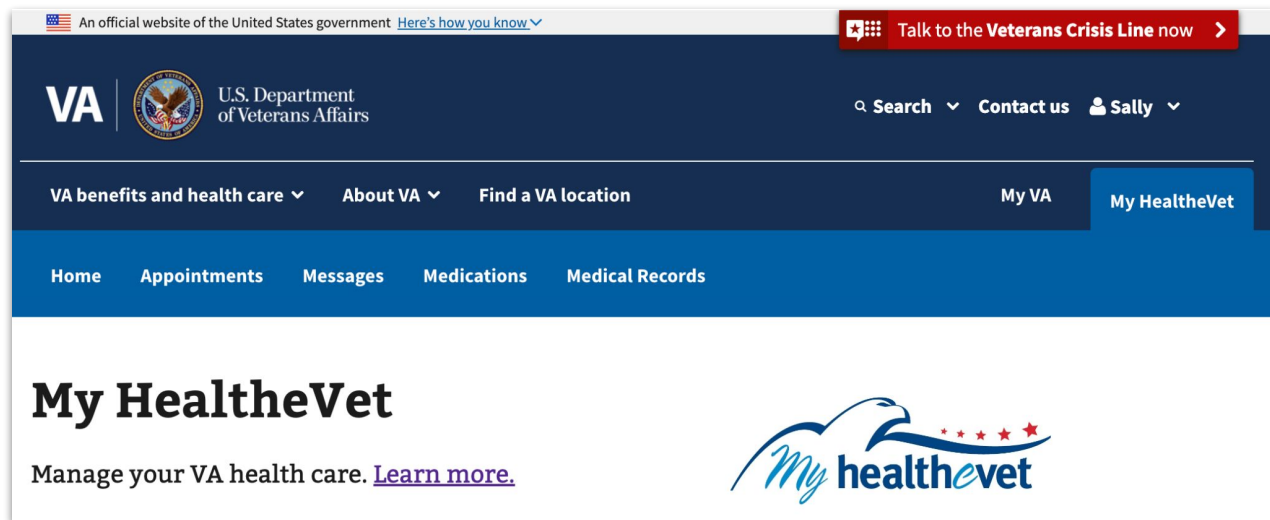 An official website of the United States government Here's how you know
Talk to the Veterans Crisis Line now
VA
U.S. Department
of Veterans Affairs
Search Contact us Sally
VA benefits and health care About VA Find a VA location My VA My HealtheVet
Home Appointments Messages Medications Medical Records
My HealtheVet
Manage your VA health care. Learn more.
My healthevet